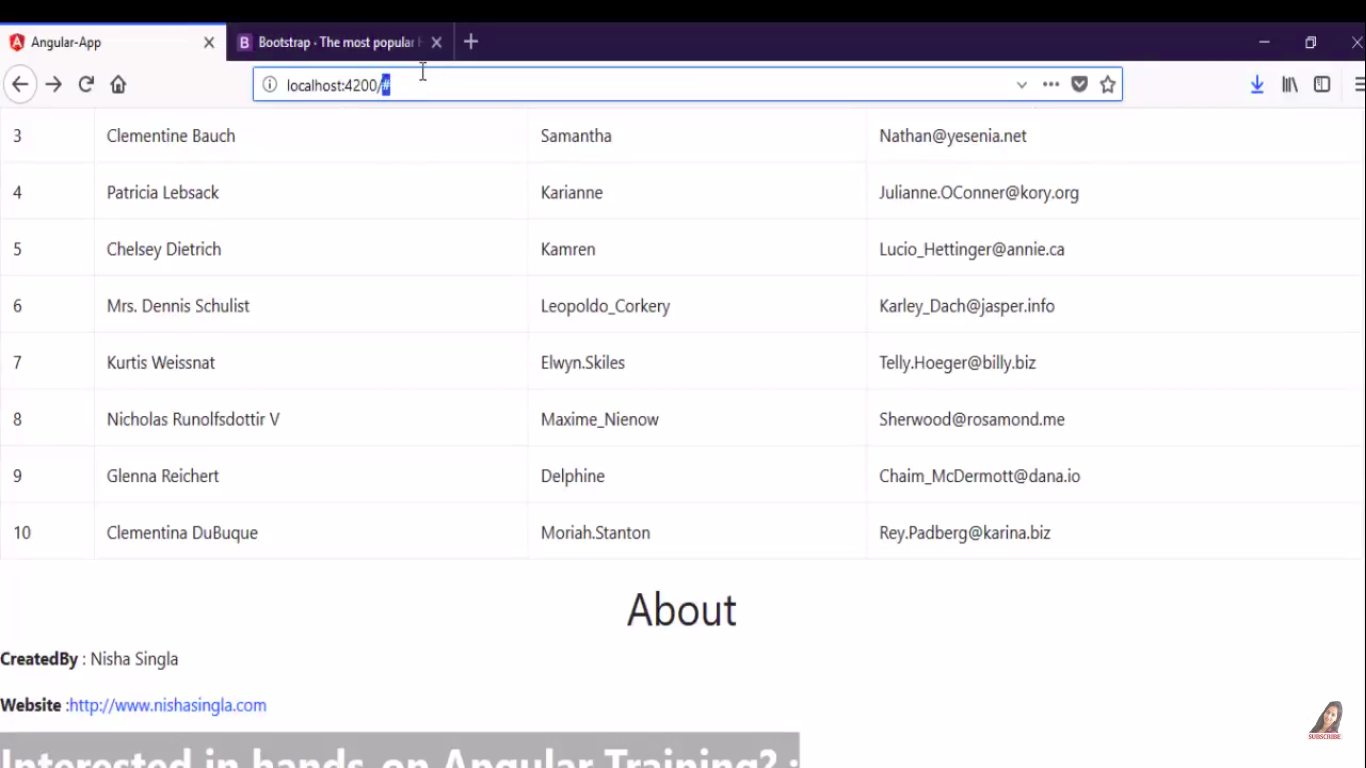 Angular-App
Bootstrap · The most popular
localhost:4200/#
3 Clementine Bauch Samantha Nathan@yesenia.net
4 Patricia Lebsack Karianne Julianne.OConner@kory.org
5 Chelsey Dietrich Kamren Lucio_Hettinger@annie.ca
6 Mrs. Dennis Schulist Leopoldo_Corkery Karley_Dach@jasper.info
7 Kurtis Weissnat Elwyn.Skiles Telly.Hoeger@billy.biz
8 Nicholas Runolfsdottir V Maxime_Nienow Sherwood@rosamond.me
9 Glenna Reichert Delphine Chaim_McDermott@dana.io
10 Clementina DuBuque Moriah.Stanton Rey.Padberg@karina.biz
About
CreatedBy : Nisha Singla
Website :http://www.nishasingla.com
SUBSCRIBE
Interested in hands-on Angular Training? :